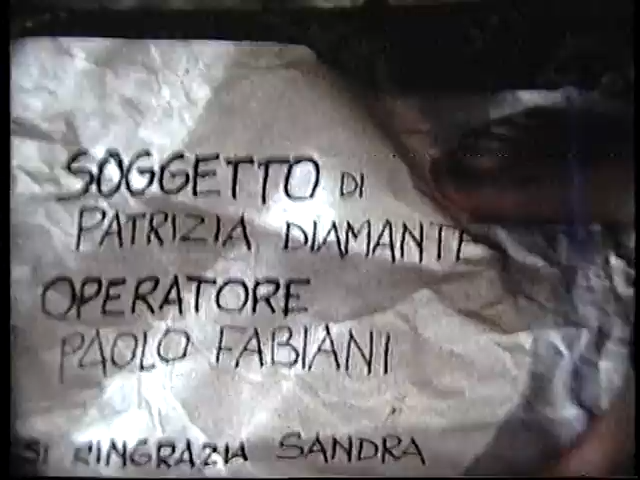 SOGGETTO DI
PATRIZIA DIAMANTE
OPERATORE
PAOLO FABIANI
SI RINGRAZIA SANDRA